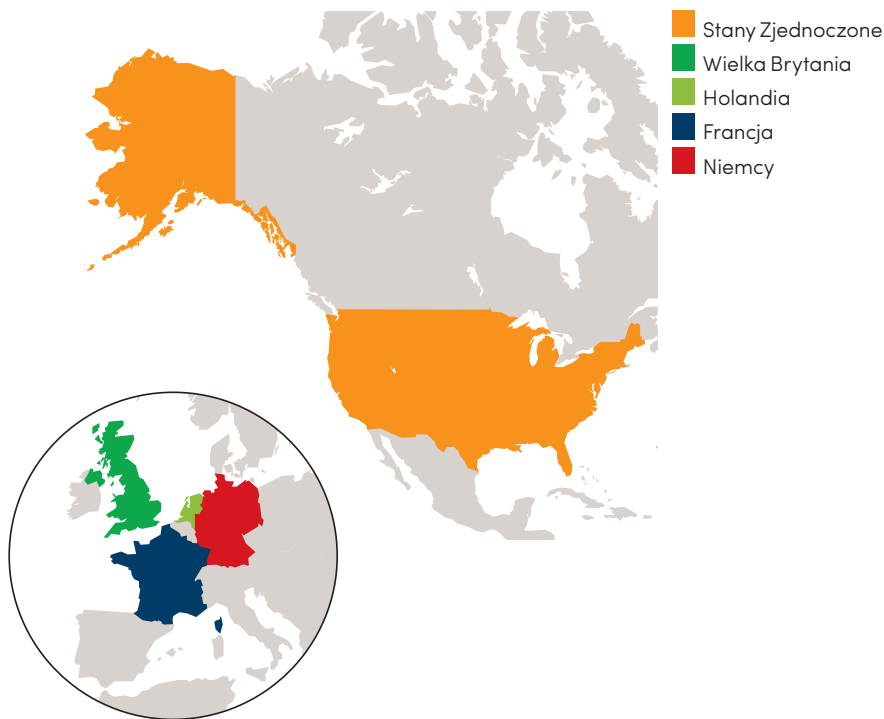 Stany Zjednoczone
Wielka Brytania
Holandia
Francja
Niemcy